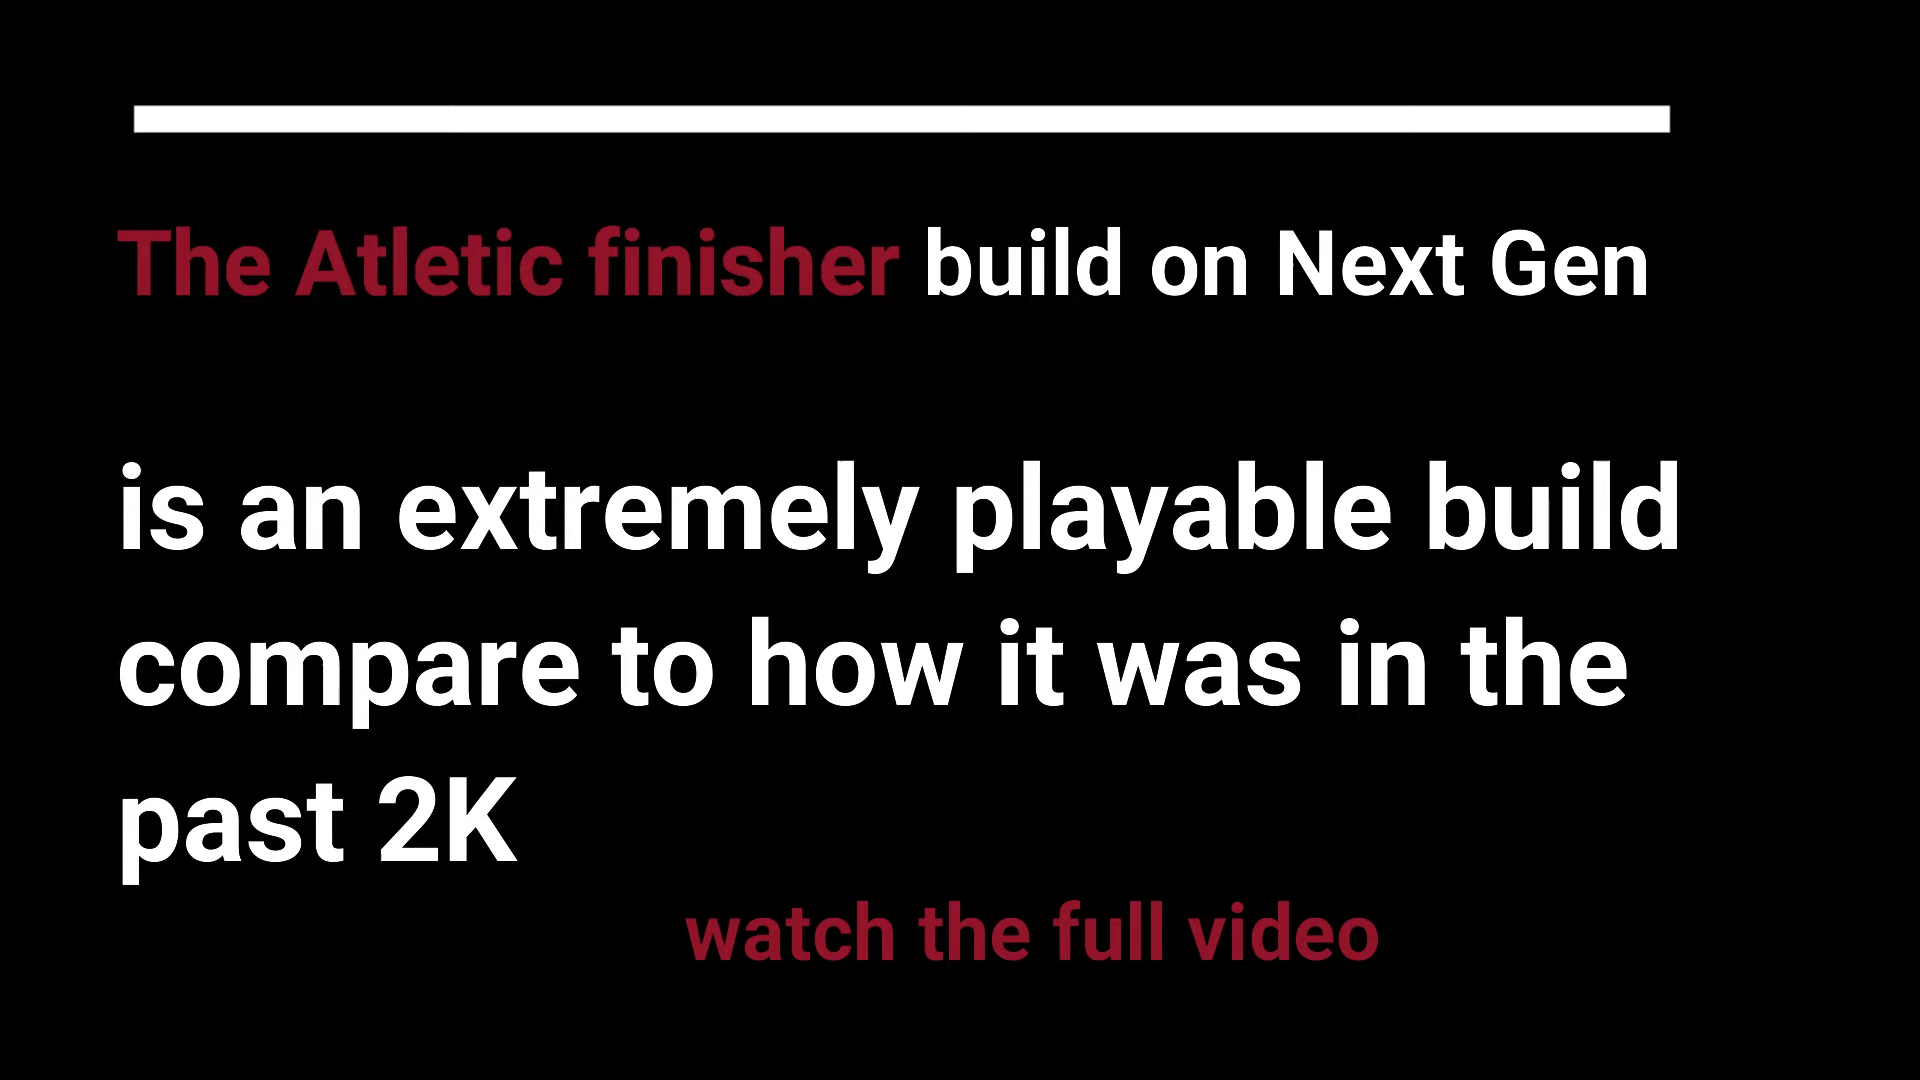 The Atletic finisher build on Next Gen
is an extremely playable build
compare to how it was in the
past 2K
watch the full video